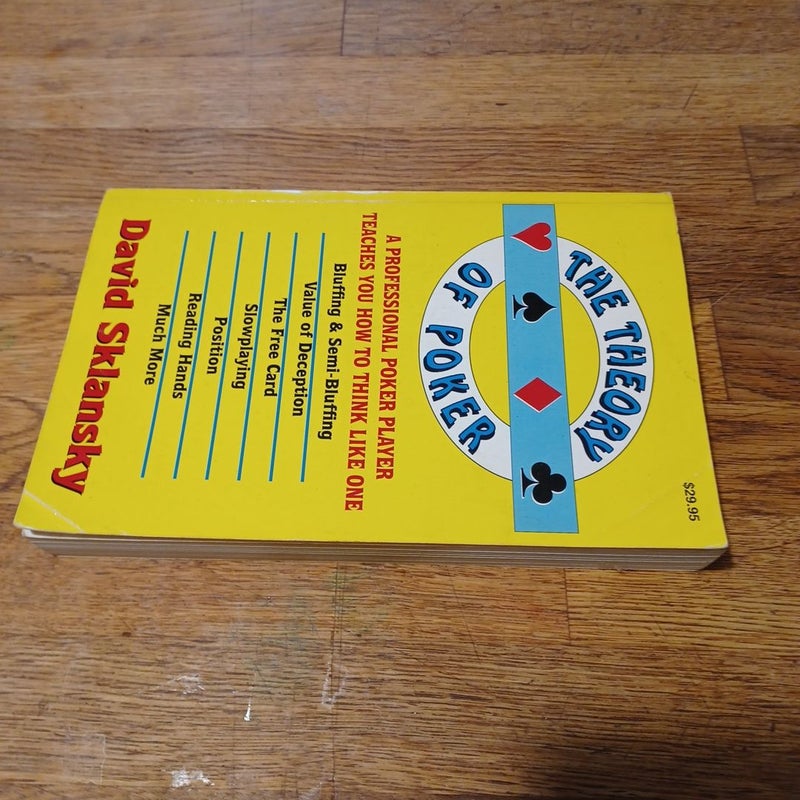 $29.95
THE THEORY
OF POKER
A PROFESSIONAL POKER PLAYER
TEACHES YOU HOW TO THINK LIKE ONE
Bluffing & Semi-Bluffing
Value of Deception
The Free Card
Slowplaying
Position
Reading Hands
Much More
David Sklansky